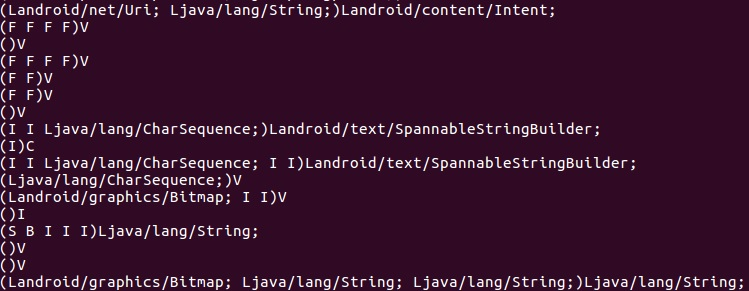 (Landroid/net/Uri; Ljava/lang/String;)Landroid/content/Intent;
(F F F F)V
()V
(F F F F)V
(F F)V
(F F)V
()V
(I I Ljava/lang/CharSequence;)Landroid/text/SpannableStringBuilder;
(I)C
(I I Ljava/lang/CharSequence; I I)Landroid/text/SpannableStringBuilder;
(Ljava/lang/CharSequence;)V
(Landroid/graphics/Bitmap; I I)V
()I
(S B I I I)Ljava/lang/String;
()V
()V
(Landroid/graphics/Bitmap; Ljava/lang/String; Ljava/lang/String;)Ljava/lang/String;